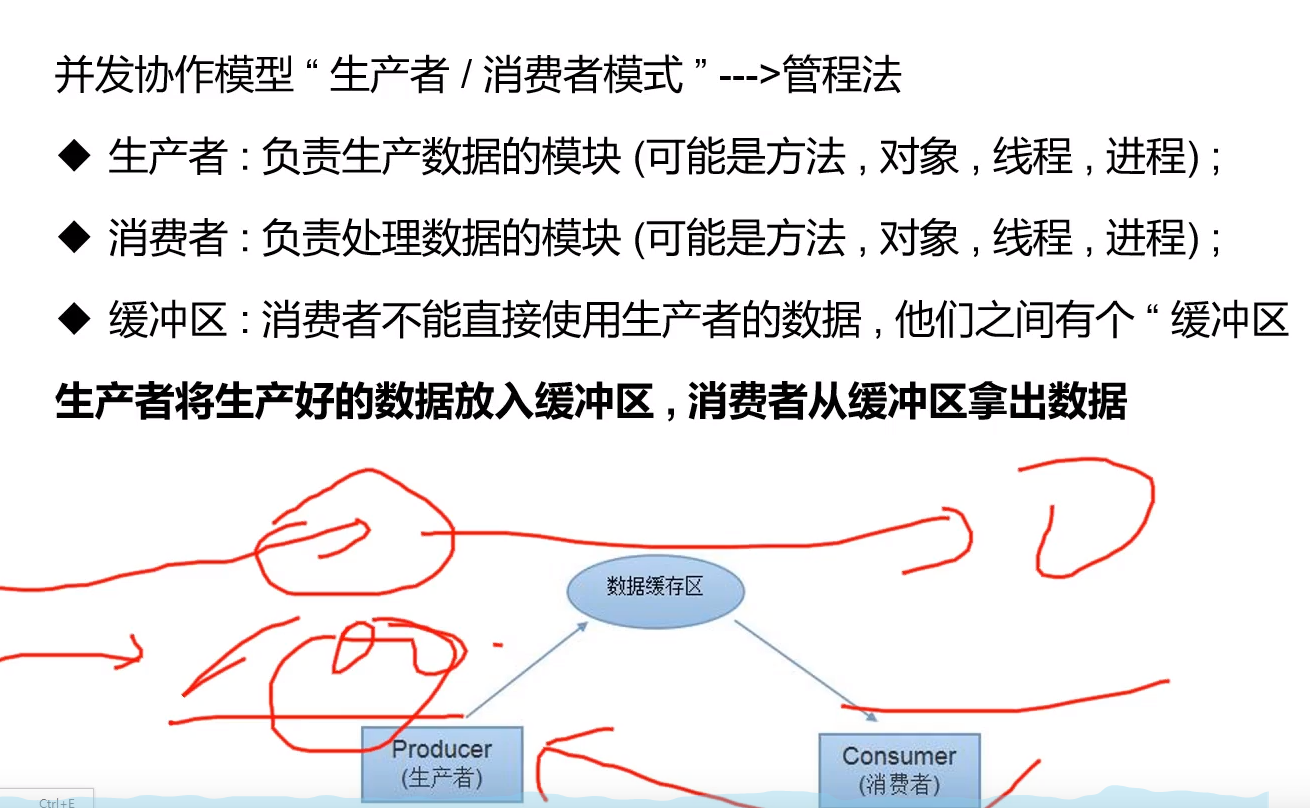 并发协作模型 “ 生产者 / 消费者模式 ” --->管程法
◆ 生产者 : 负责生产数据的模块 (可能是方法 , 对象 , 线程 , 进程) ;
◆ 消费者 : 负责处理数据的模块 (可能是方法 , 对象 , 线程 , 进程) ;
◆ 缓冲区 : 消费者不能直接使用生产者的数据 , 他们之间有个 “ 缓冲区
生产者将生产好的数据放入缓冲区 , 消费者从缓冲区拿出数据
数据缓存区
Producer
(生产者)
Consumer
(消费者)
Ctrl+E